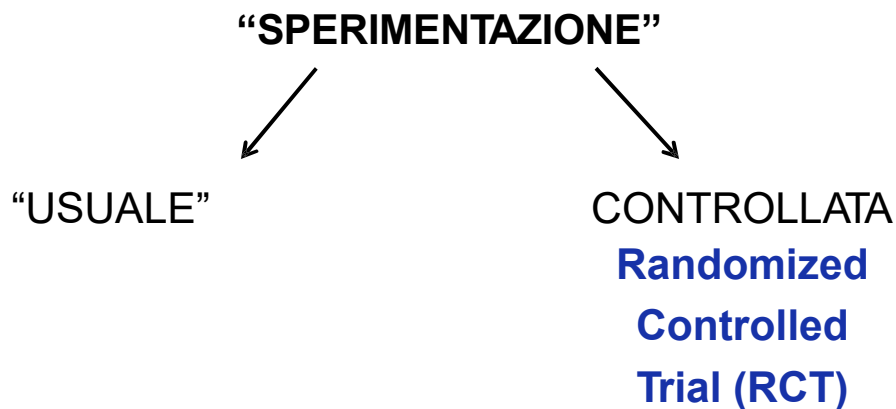 “SPERIMENTAZIONE”
“USUALE”
CONTROLLATA
Randomized
Controlled
Trial (RCT)